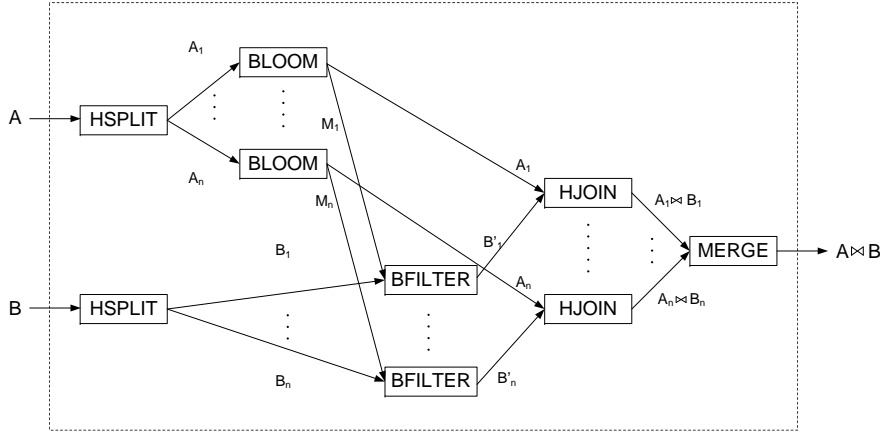 A₁
BLOOM
A
HSPLIT
M₁
BLOOM
Aₙ
Mₙ
A₁
HJOIN
A₁⋈B₁
B₁
B'₁
MERGE
A⋈B
BFILTER
Aₙ
B
HSPLIT
HJOIN
Aₙ⋈Bₙ
BFILTER
Bₙ
B'ₙ